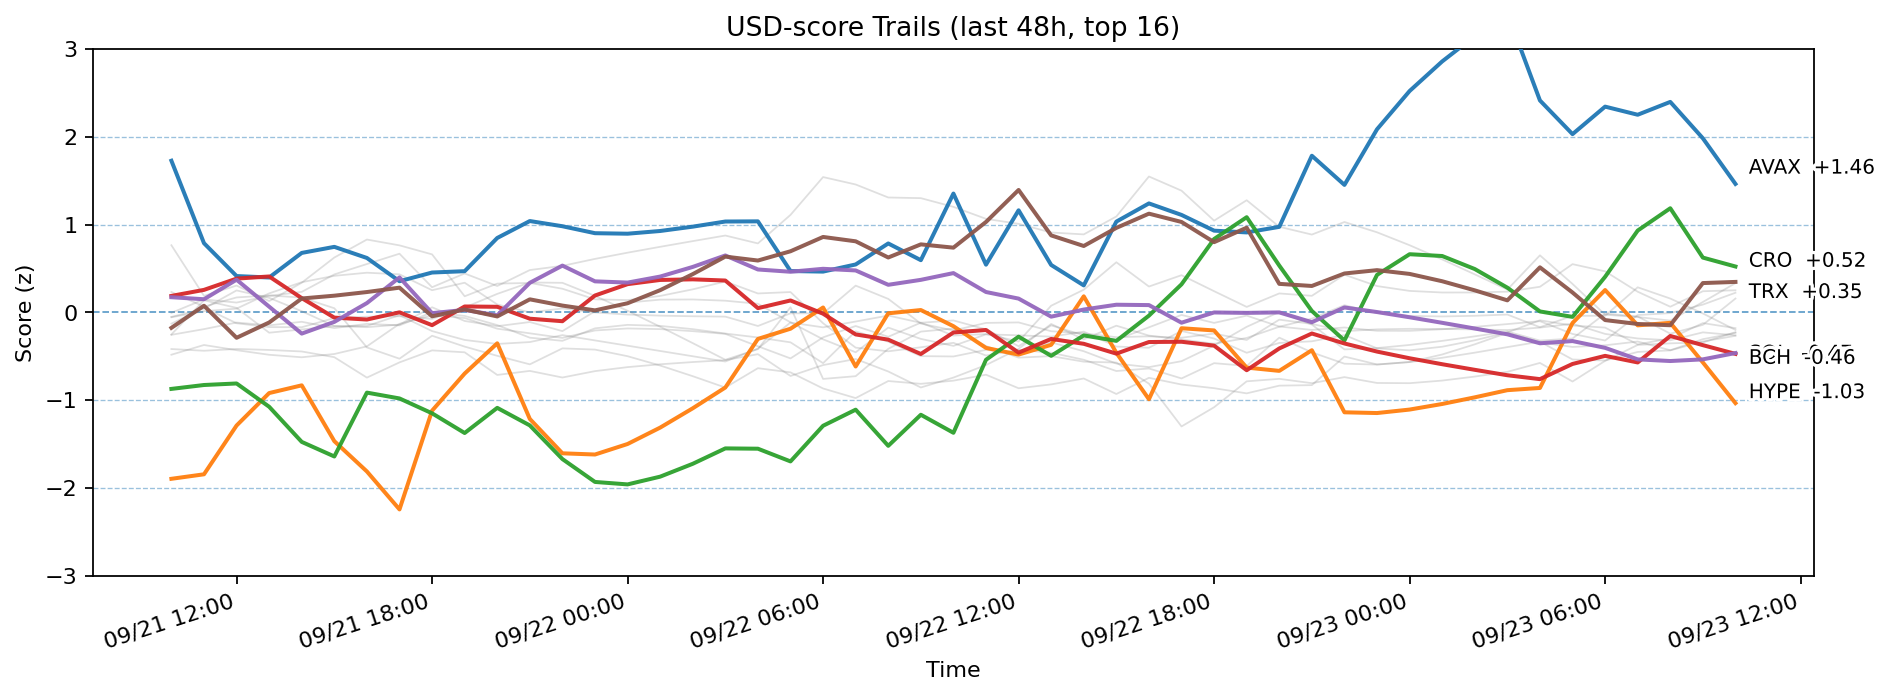 USD-score Trails (last 48h, top 16)
Score (z)
3
2
1
0
−1
−2
−3
AVAX +1.46
CRO +0.52
TRX +0.35
BCH -0.46
HYPE -1.03
09/21 12:00
09/21 18:00
09/22 00:00
09/22 06:00
09/22 12:00
09/22 18:00
09/23 00:00
09/23 06:00
09/23 12:00
Time